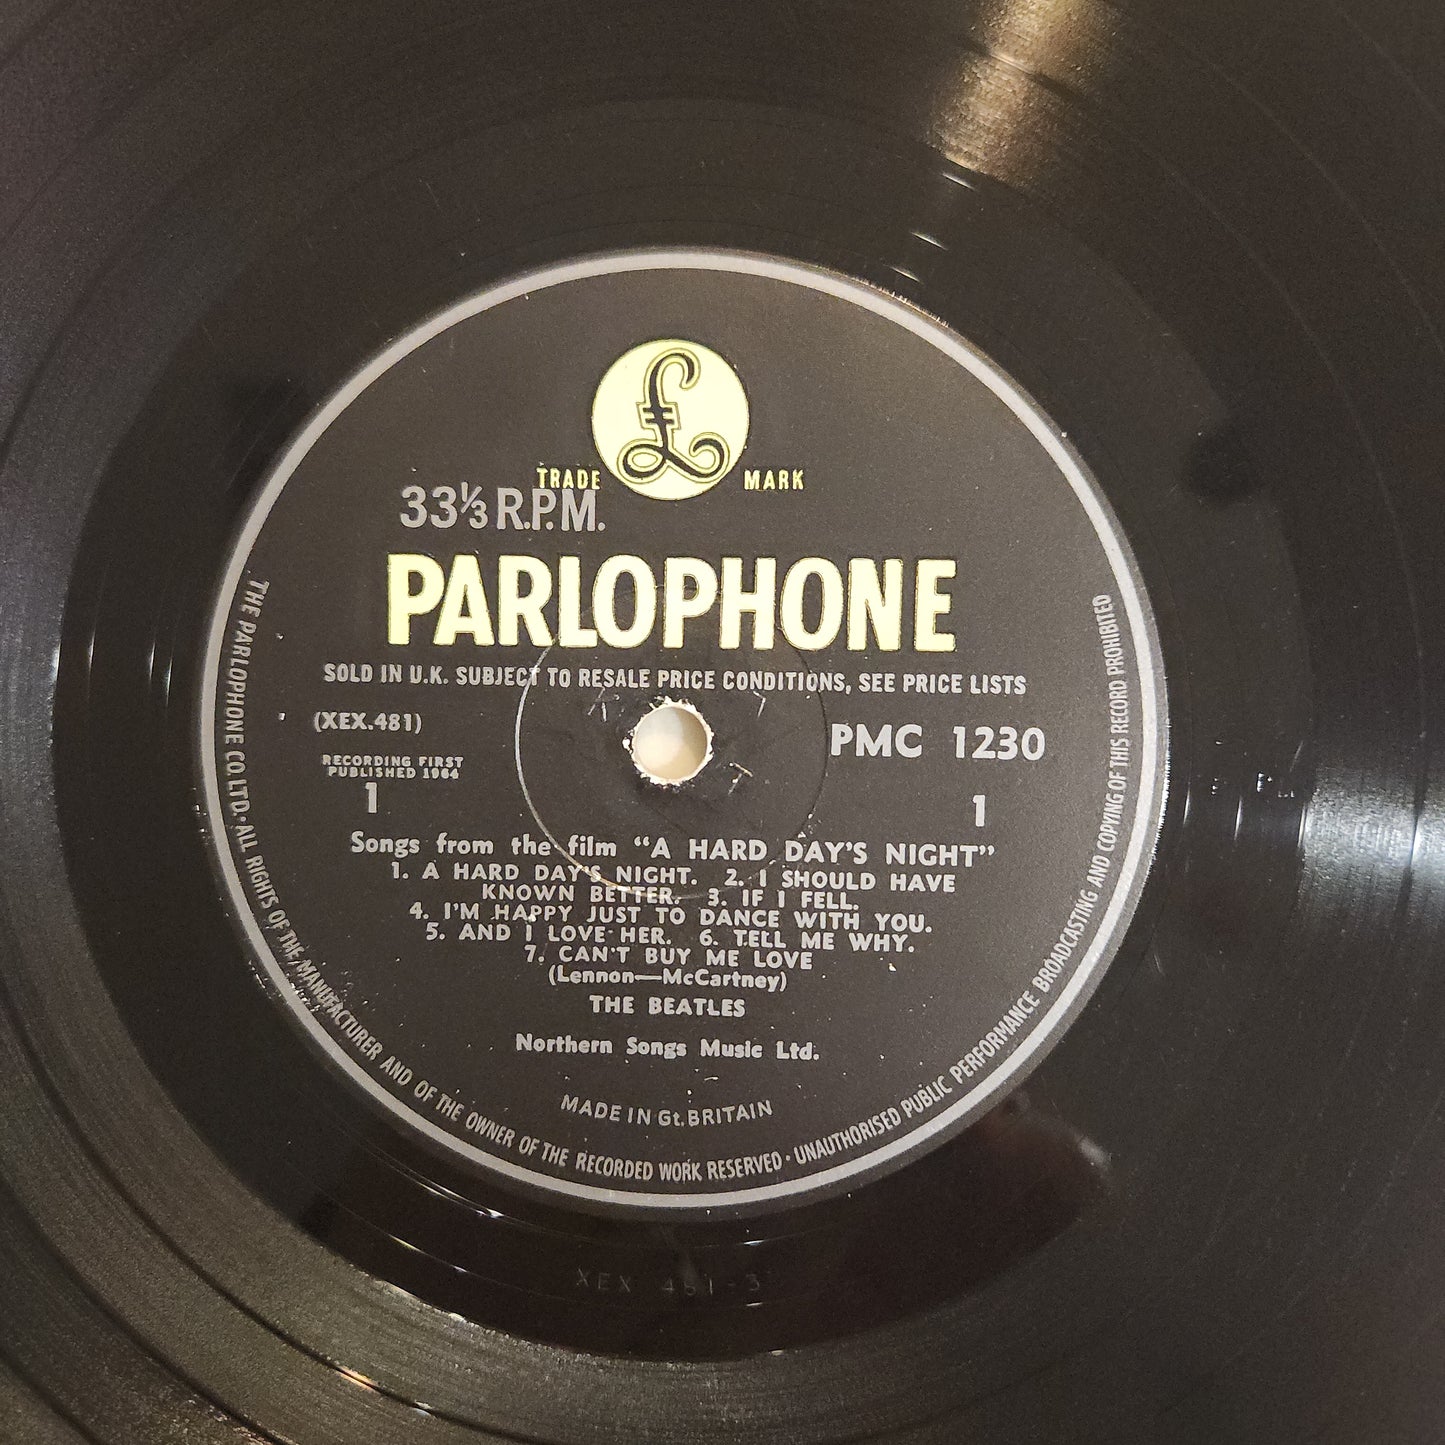 £
TRADE MARK
33⅓ R.P.M.
PARLOPHONE
SOLD IN U.K. SUBJECT TO RESALE PRICE CONDITIONS, SEE PRICE LISTS
(XEX.481)
PMC 1230
RECORDING FIRST
PUBLISHED 1964
1
1
Songs from the film "A HARD DAY'S NIGHT"
1. A HARD DAY'S NIGHT. 2. I SHOULD HAVE
KNOWN BETTER. 3. IF I FELL.
4. I'M HAPPY JUST TO DANCE WITH YOU.
5. AND I LOVE HER. 6. TELL ME WHY.
7. CAN'T BUY ME LOVE
(Lennon—McCartney)
THE BEATLES
Northern Songs Music Ltd.
MADE IN Gt. BRITAIN
THE PARLOPHONE CO. LTD. · ALL RIGHTS OF THE MANUFACTURER AND OF THE OWNER OF THE RECORDED WORK RESERVED · UNAUTHORISED PUBLIC PERFORMANCE BROADCASTING AND COPYING OF THIS RECORD PROHIBITED
XEX 481-3